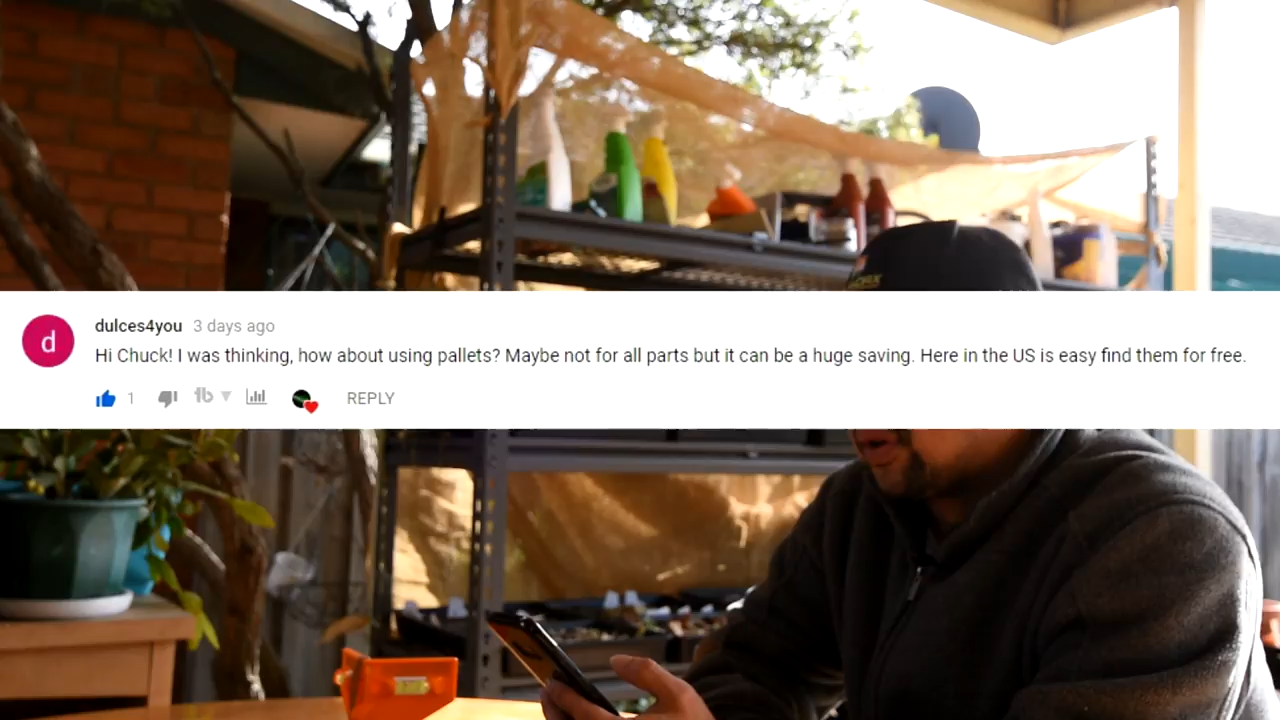 dulces4you 3 days ago
Hi Chuck! I was thinking, how about using pallets? Maybe not for all parts but it can be a huge saving. Here in the US is easy find them for free.
1 REPLY